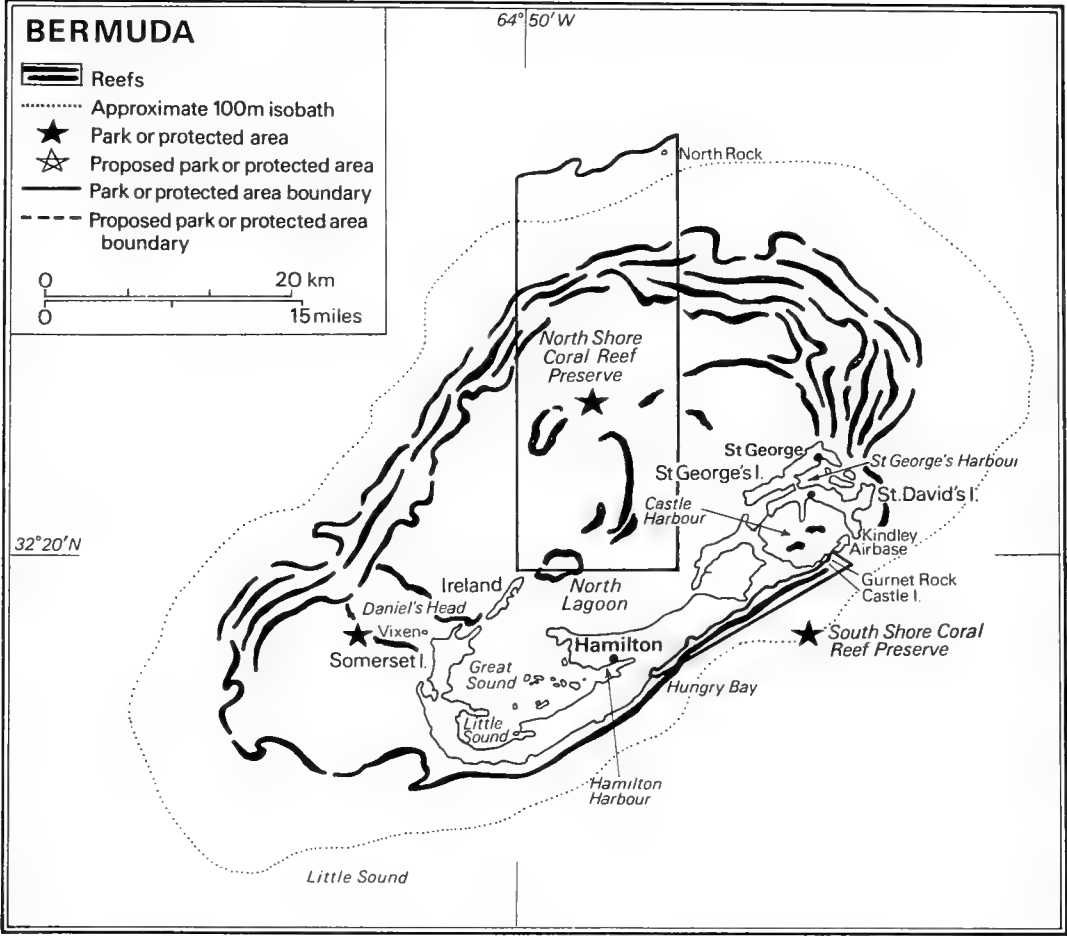 BERMUDA
Reefs
Approximate 100m isobath
Park or protected area
Proposed park or protected area
Park or protected area boundary
Proposed park or protected area
boundary
0 20 km
0 15 miles
64° 50′ W
North Rock
North Shore
Coral Reef
Preserve
St George
St George's Harbour
St George's I.
St. David's I.
Castle
Harbour
Kindley
Airbase
32° 20′ N
Gurnet Rock
Castle I.
Ireland
North
Lagoon
Daniel's Head
Vixen
Somerset I.
South Shore Coral
Reef Preserve
Hamilton
Great
Sound
Hungry Bay
Little
Sound
Hamilton
Harbour
Little Sound